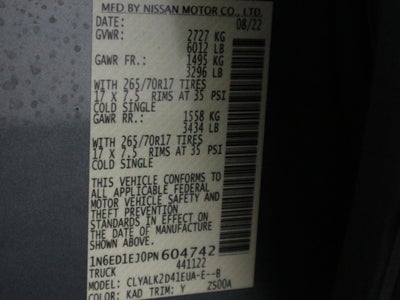 MFD BY NISSAN MOTOR CO., LTD.
DATE: 08/22
GVWR: 2727 KG
6012 LB
GAWR FR.: 1495 KG
3296 LB
WITH 265/70R17 TIRES
17 X 7.5 RIMS AT 35 PSI
COLD SINGLE
GAWR RR.: 1558 KG
3434 LB
WITH 265/70R17 TIRES
17 X 7.5 RIMS AT 35 PSI
COLD SINGLE
THIS VEHICLE CONFORMS TO
ALL APPLICABLE FEDERAL
MOTOR VEHICLE SAFETY AND
THEFT PREVENTION
STANDARDS IN EFFECT ON
THE DATE OF MANUFACTURE
SHOWN ABOVE.
1N6ED1EJ0PN604742
TRUCK 441122
MODEL: CLYALK2D41EUA-E--B
COLOR: KAD TRIM: Y ZS00A